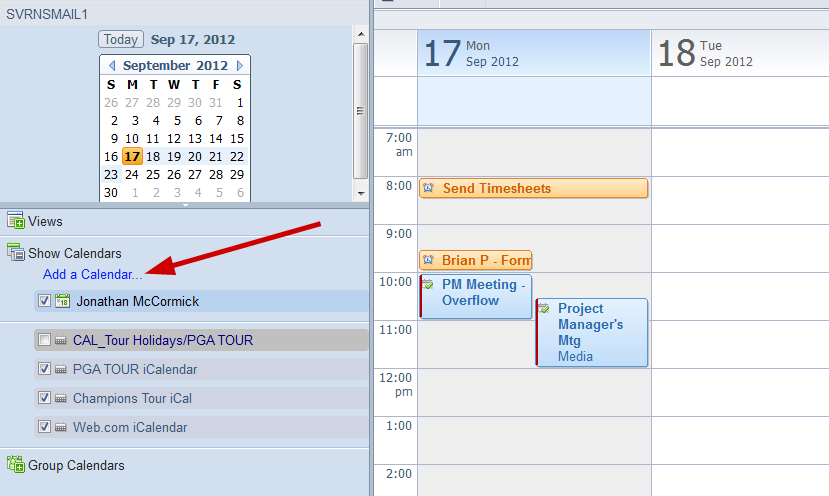 SVRNSMAIL1
Today Sep 17, 2012
September 2012
S M T W T F S
26 27 28 29 30 31 1
2 3 4 5 6 7 8
9 10 11 12 13 14 15
16 17 18 19 20 21 22
23 24 25 26 27 28 29
30 1 2 3 4 5 6
Views
Show Calendars
Add a Calendar...
18 Jonathan McCormick
CAL_Tour Holidays/PGA TOUR
PGA TOUR iCalendar
Champions Tour iCal
Web.com iCalendar
Group Calendars
17 Mon
Sep 2012
18 Tue
Sep 2012
7:00
am
8:00
Send Timesheets
9:00
Brian P - Form
10:00
PM Meeting -
Overflow
Project
Manager's
Mtg
Media
11:00
12:00
pm
1:00
2:00